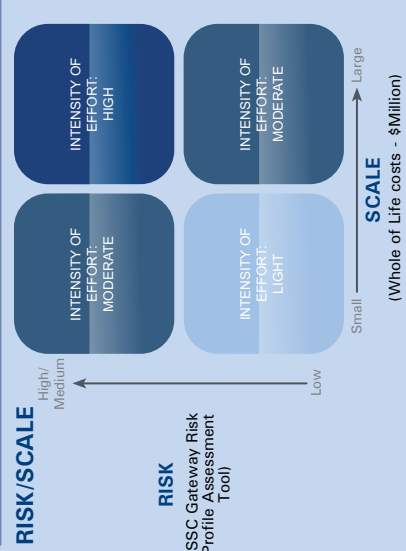 RISK/SCALE
High/
Medium
INTENSITY OF
EFFORT:
MODERATE
INTENSITY OF
EFFORT:
HIGH
RISK
SSC Gateway Risk
Profile Assessment
Tool)
INTENSITY OF
EFFORT:
LIGHT
INTENSITY OF
EFFORT:
MODERATE
Low
Small
Large
SCALE
(Whole of Life costs - $Million)